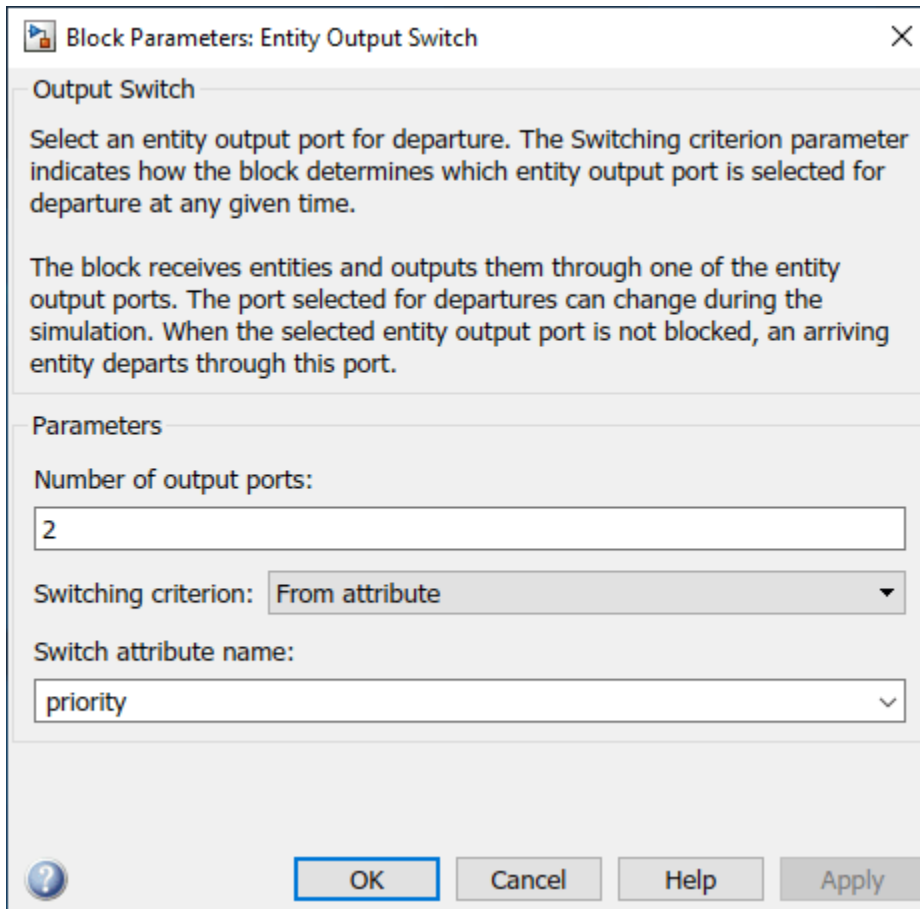 Block Parameters: Entity Output Switch
Output Switch
Select an entity output port for departure. The Switching criterion parameter
indicates how the block determines which entity output port is selected for
departure at any given time.
The block receives entities and outputs them through one of the entity
output ports. The port selected for departures can change during the
simulation. When the selected entity output port is not blocked, an arriving
entity departs through this port.
Parameters
Number of output ports:
2
Switching criterion: From attribute
Switch attribute name:
priority
? OK Cancel Help Apply